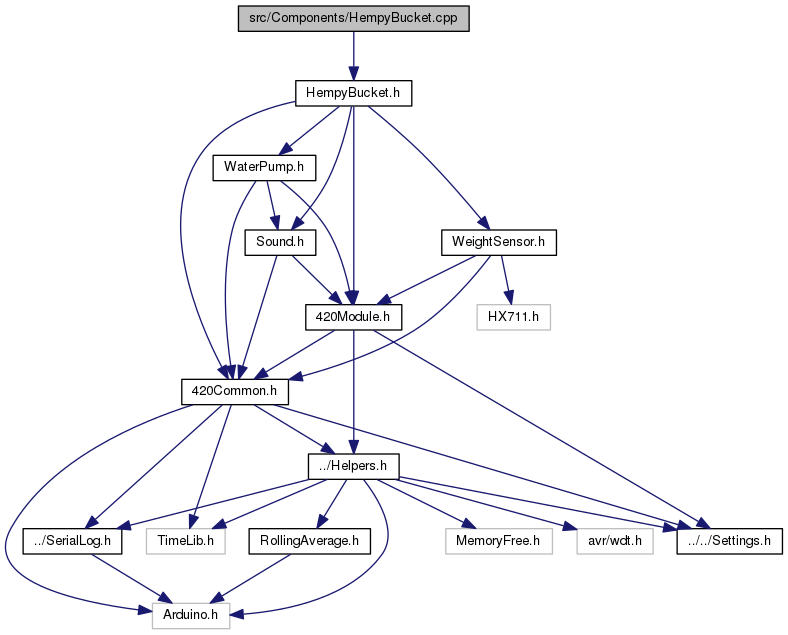 src/Components/HempyBucket.cpp
HempyBucket.h
WaterPump.h
Sound.h
WeightSensor.h
420Module.h
HX711.h
420Common.h
../Helpers.h
../SerialLog.h
TimeLib.h
RollingAverage.h
MemoryFree.h
avr/wdt.h
../../Settings.h
Arduino.h